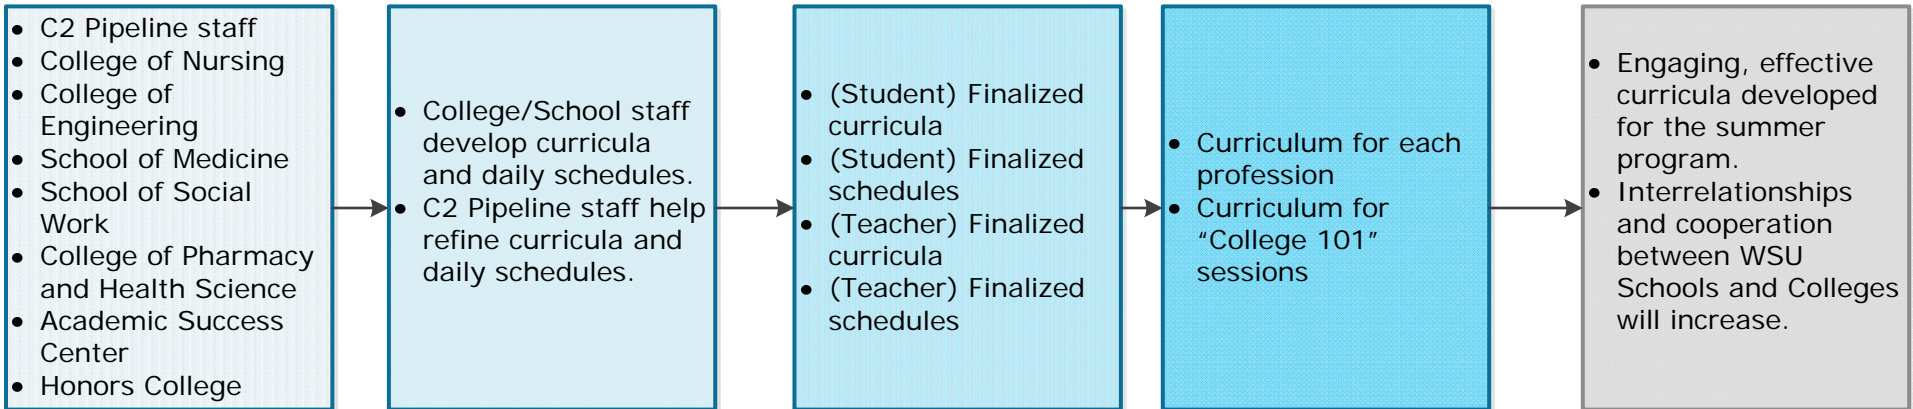 • C2 Pipeline staff
• College of Nursing
• College of
Engineering
• School of Medicine
• School of Social
Work
• College of Pharmacy
and Health Science
• Academic Success
Center
• Honors College
• College/School staff
develop curricula
and daily schedules.
• C2 Pipeline staff help
refine curricula and
daily schedules.
• (Student) Finalized
curricula
• (Student) Finalized
schedules
• (Teacher) Finalized
curricula
• (Teacher) Finalized
schedules
• Curriculum for each
profession
• Curriculum for
“College 101”
sessions
• Engaging, effective
curricula developed
for the summer
program.
• Interrelationships
and cooperation
between WSU
Schools and Colleges
will increase.